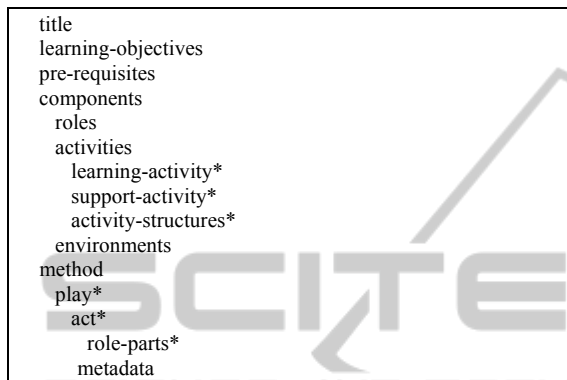 title
learning-objectives
pre-requisites
components
roles
activities
learning-activity*
support-activity*
activity-structures*
environments
method
play*
act*
role-parts*
metadata
SCITE